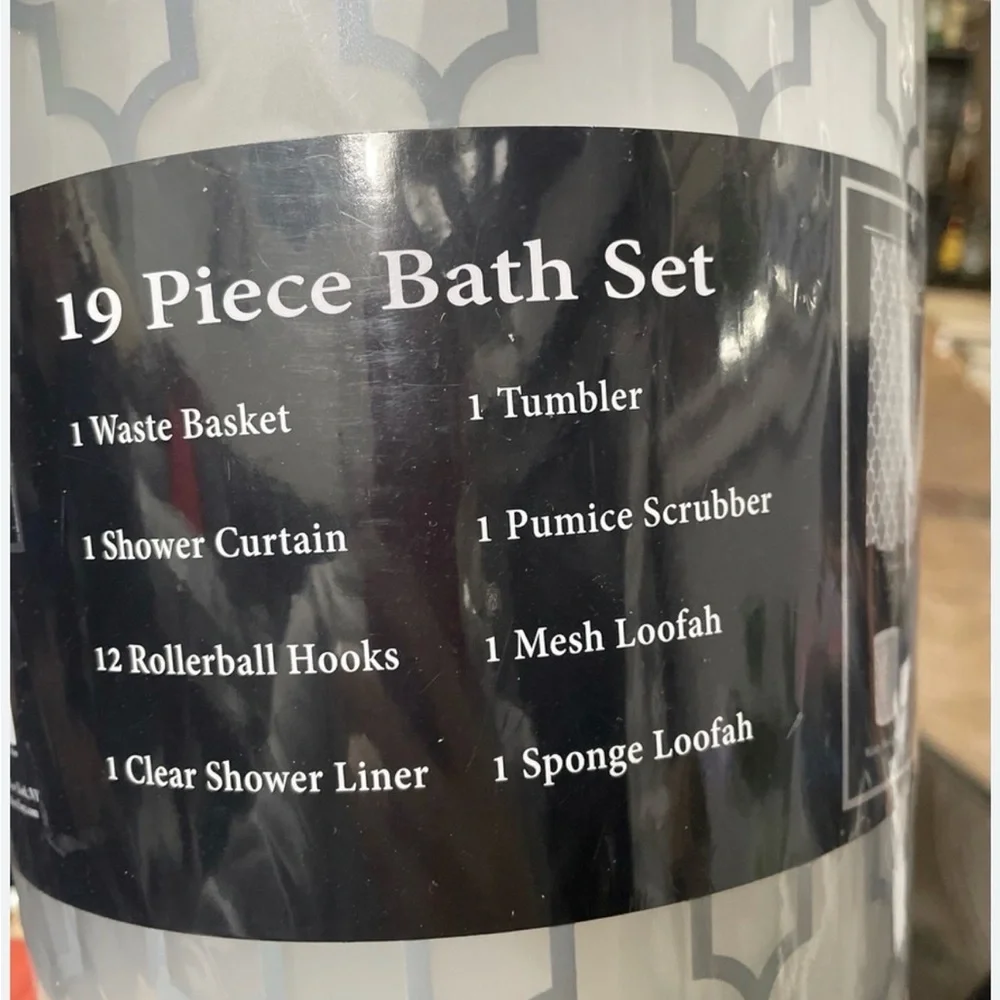 19 Piece Bath Set
1 Waste Basket
1 Shower Curtain
12 Rollerball Hooks
1 Clear Shower Liner
1 Tumbler
1 Pumice Scrubber
1 Mesh Loofah
1 Sponge Loofah